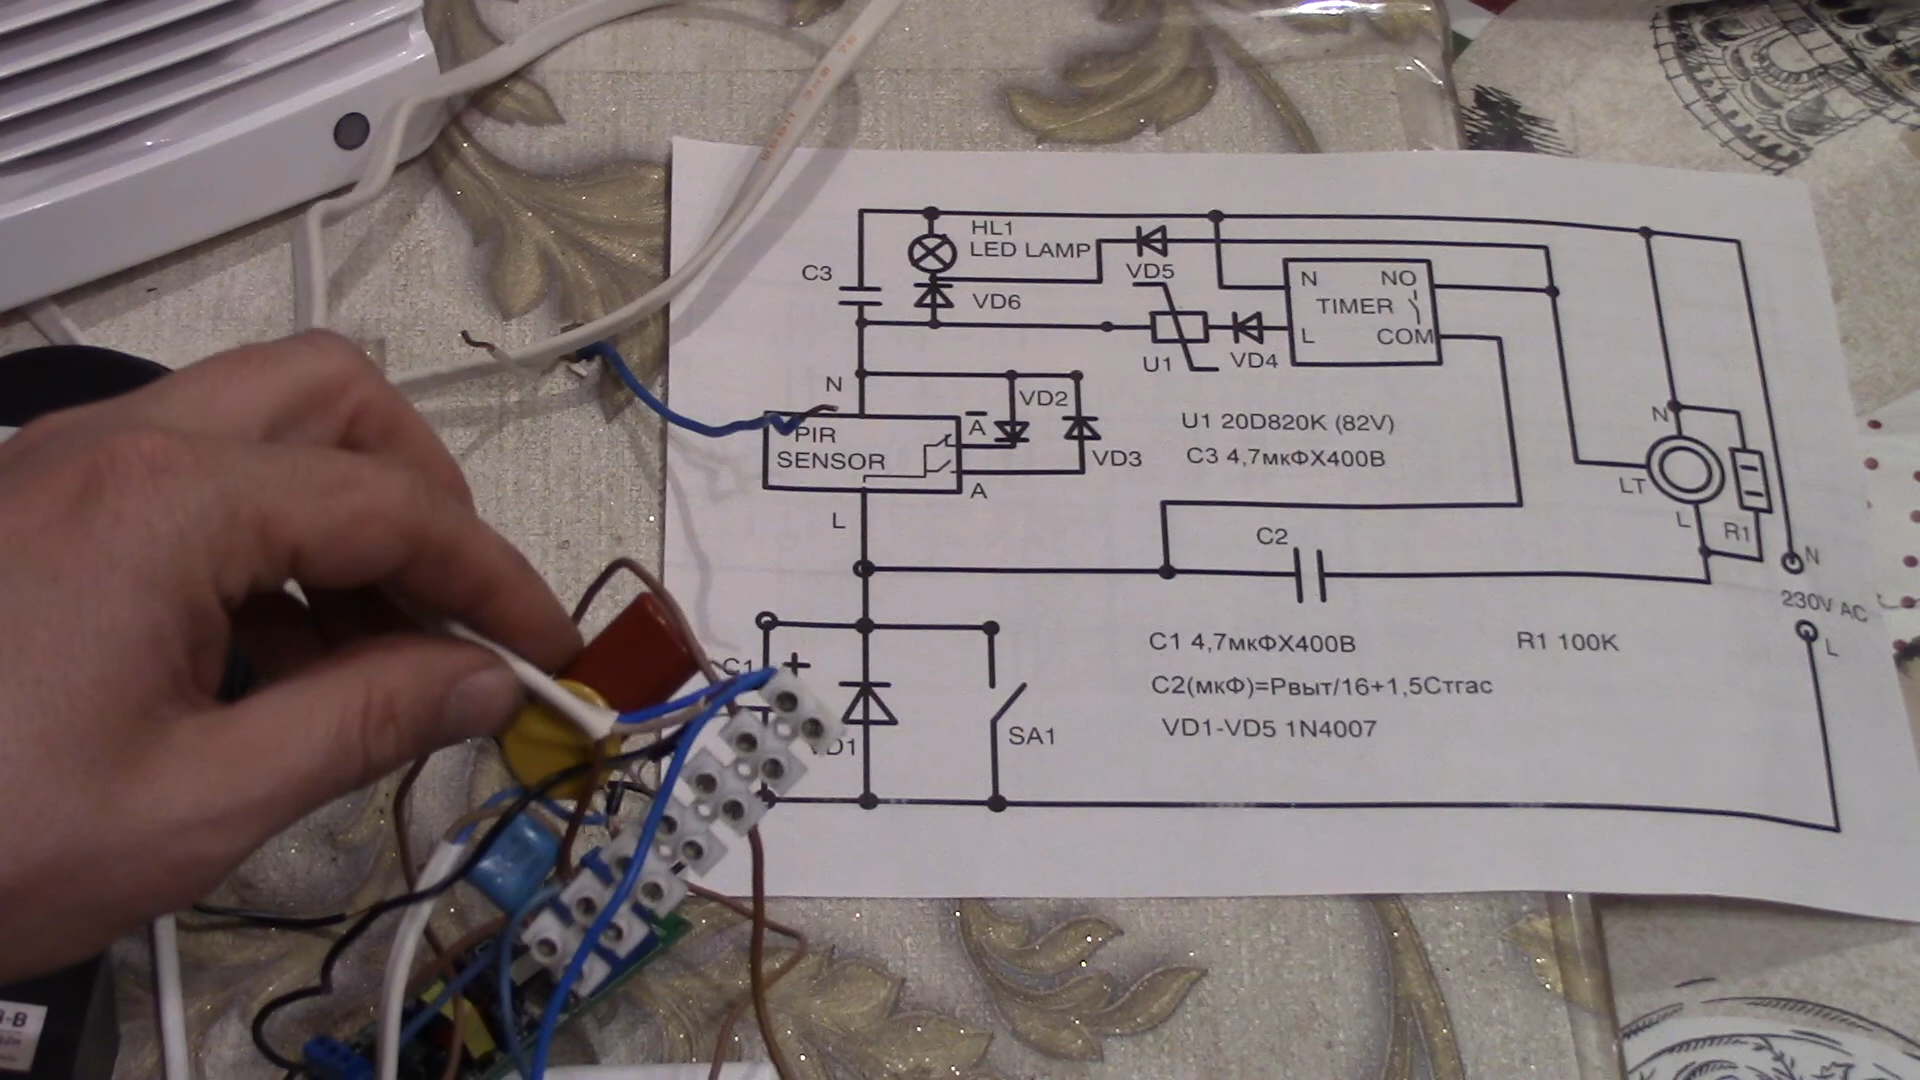 HL1
LED LAMP
C3
VD5
VD6
N
NO
TIMER
L
COM
U1
VD4
N
VD2
A
PIR
SENSOR
VD3
A
L
U1 20D820K (82V)
C3 4,7мкФХ400В
N
LT
L
R1
C2
N
230V AC
L
C1
+
VD1
SA1
C1 4,7мкФХ400В
R1 100K
C2(мкФ)=Рвыт/16+1,5Стгас
VD1-VD5 1N4007